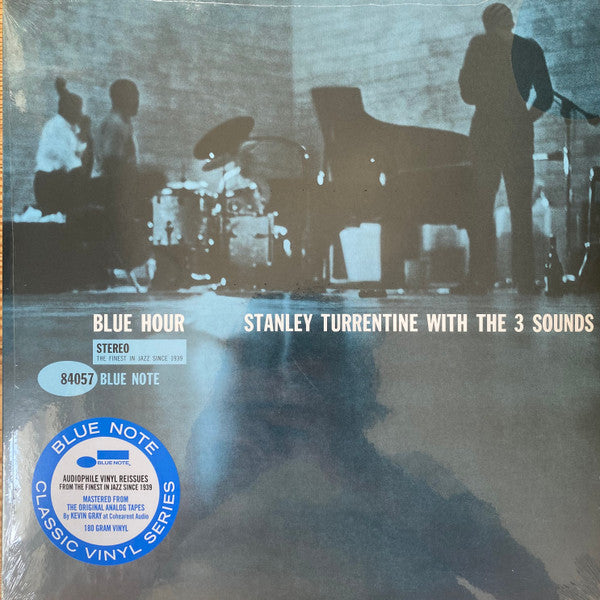 BLUE HOUR
STANLEY TURRENTINE WITH THE 3 SOUNDS
STEREO
THE FINEST IN JAZZ SINCE 1939
84057 BLUE NOTE
BLUE NOTE
BLUE NOTE
AUDIOPHILE VINYL REISSUES
FROM THE FINEST IN JAZZ SINCE 1939
MASTERED FROM
THE ORIGINAL ANALOG TAPES
By KEVIN GRAY at Cohearent Audio
180 GRAM VINYL
CLASSIC VINYL SERIES